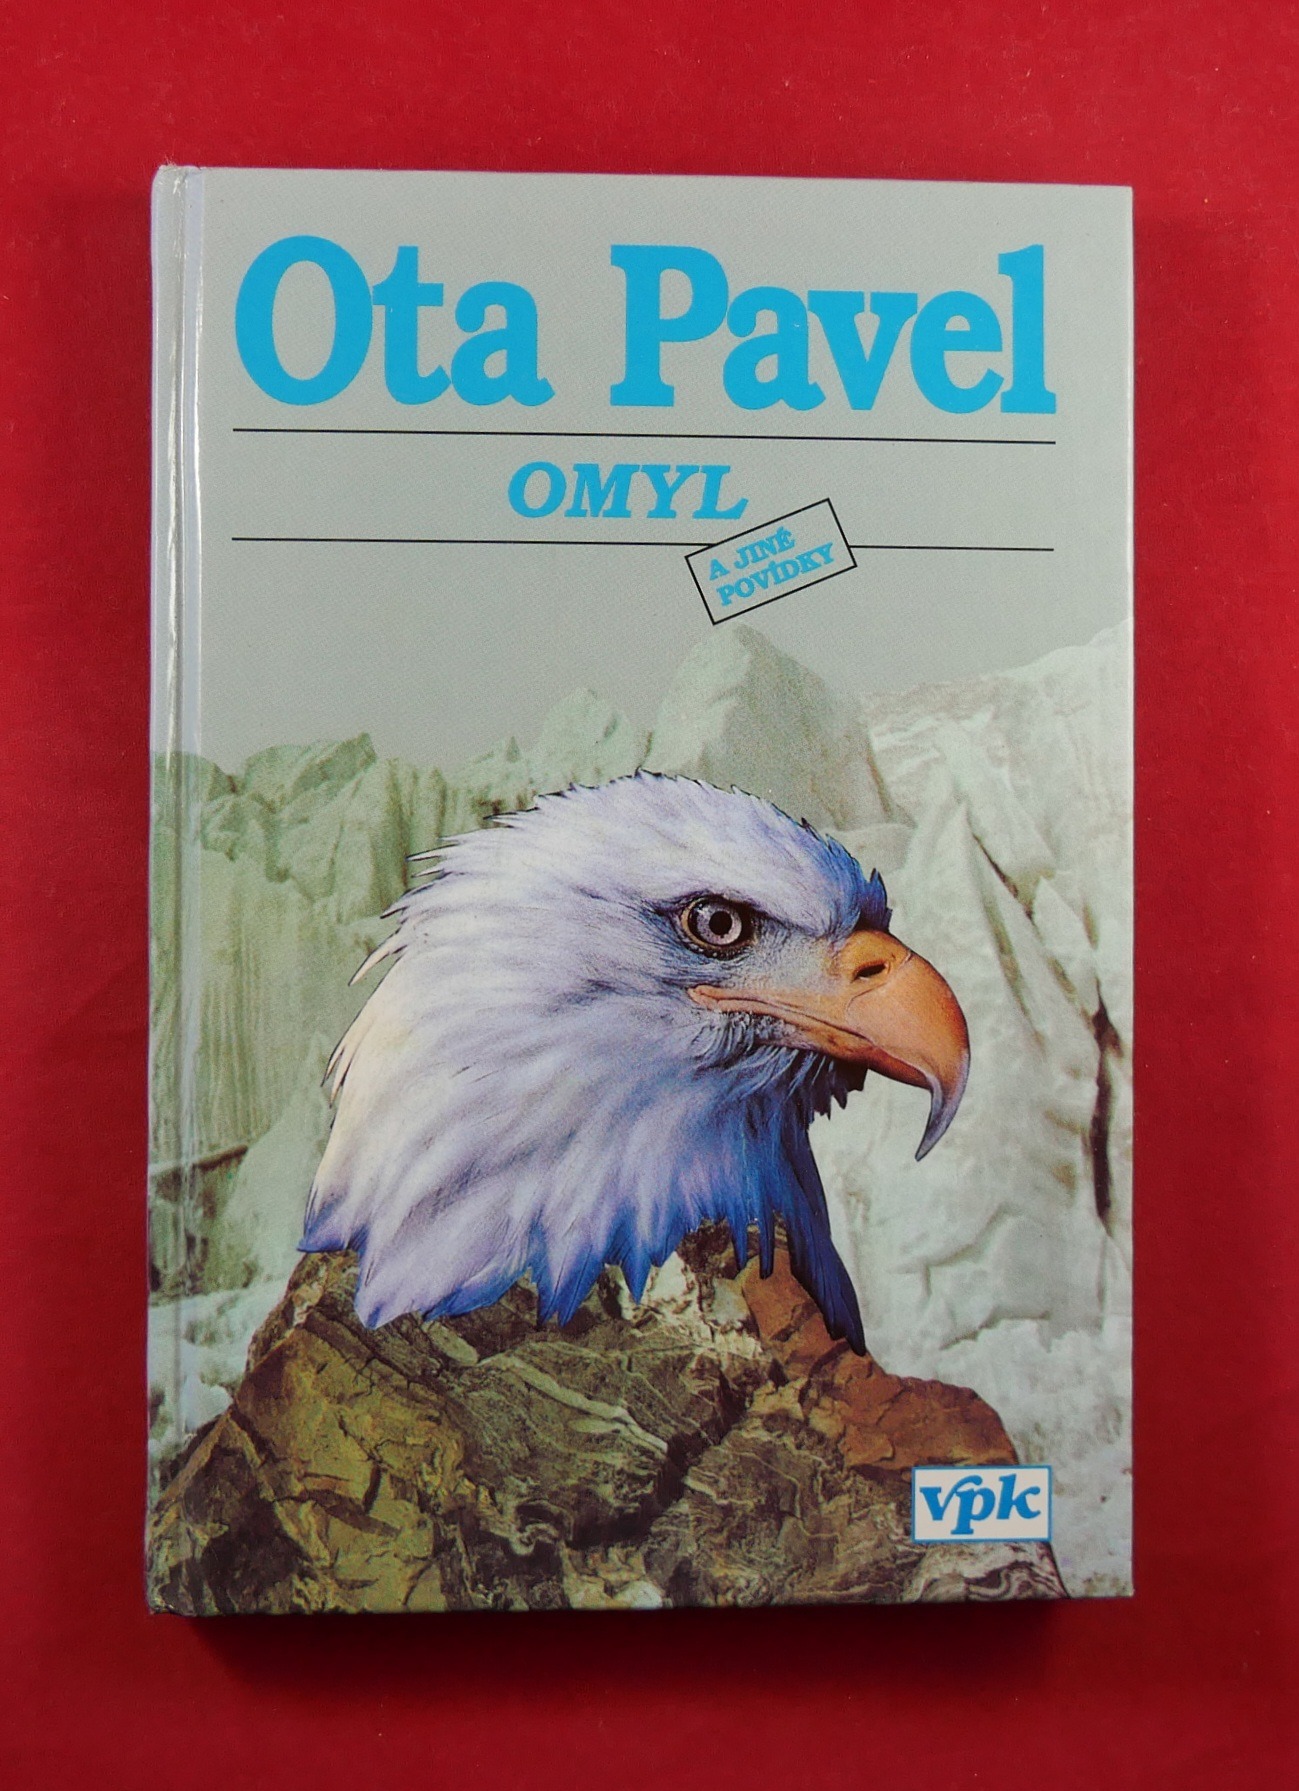 Ota Pavel
OMYL
A JINÉ
POVÍDKY
vpk